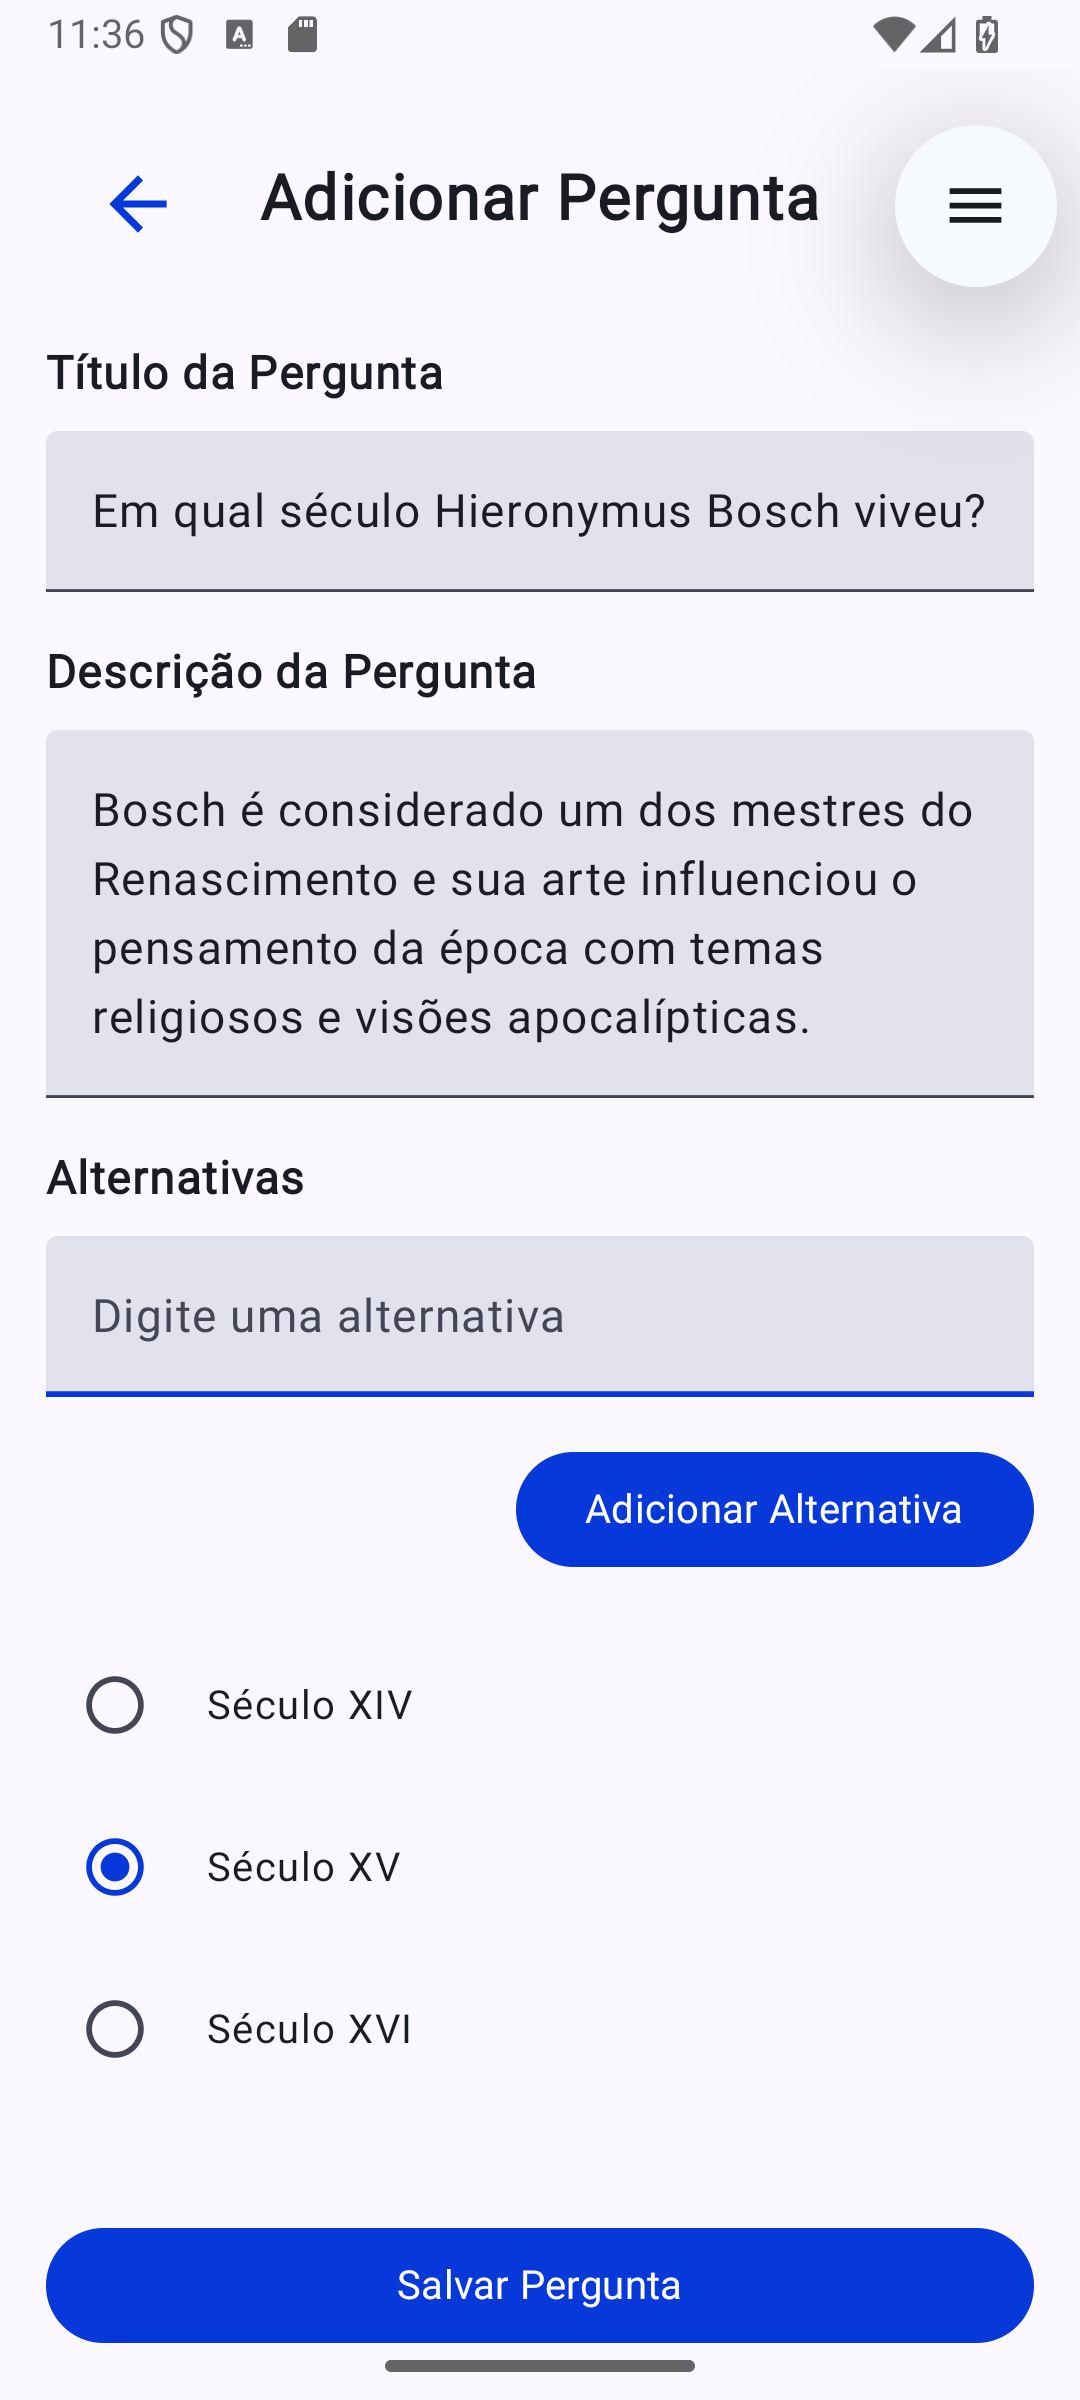 11:36
Adicionar Pergunta
Título da Pergunta
Em qual século Hieronymus Bosch viveu?
Descrição da Pergunta
Bosch é considerado um dos mestres do
Renascimento e sua arte influenciou o
pensamento da época com temas
religiosos e visões apocalípticas.
Alternativas
Digite uma alternativa
Adicionar Alternativa
Século XIV
Século XV
Século XVI
Salvar Pergunta